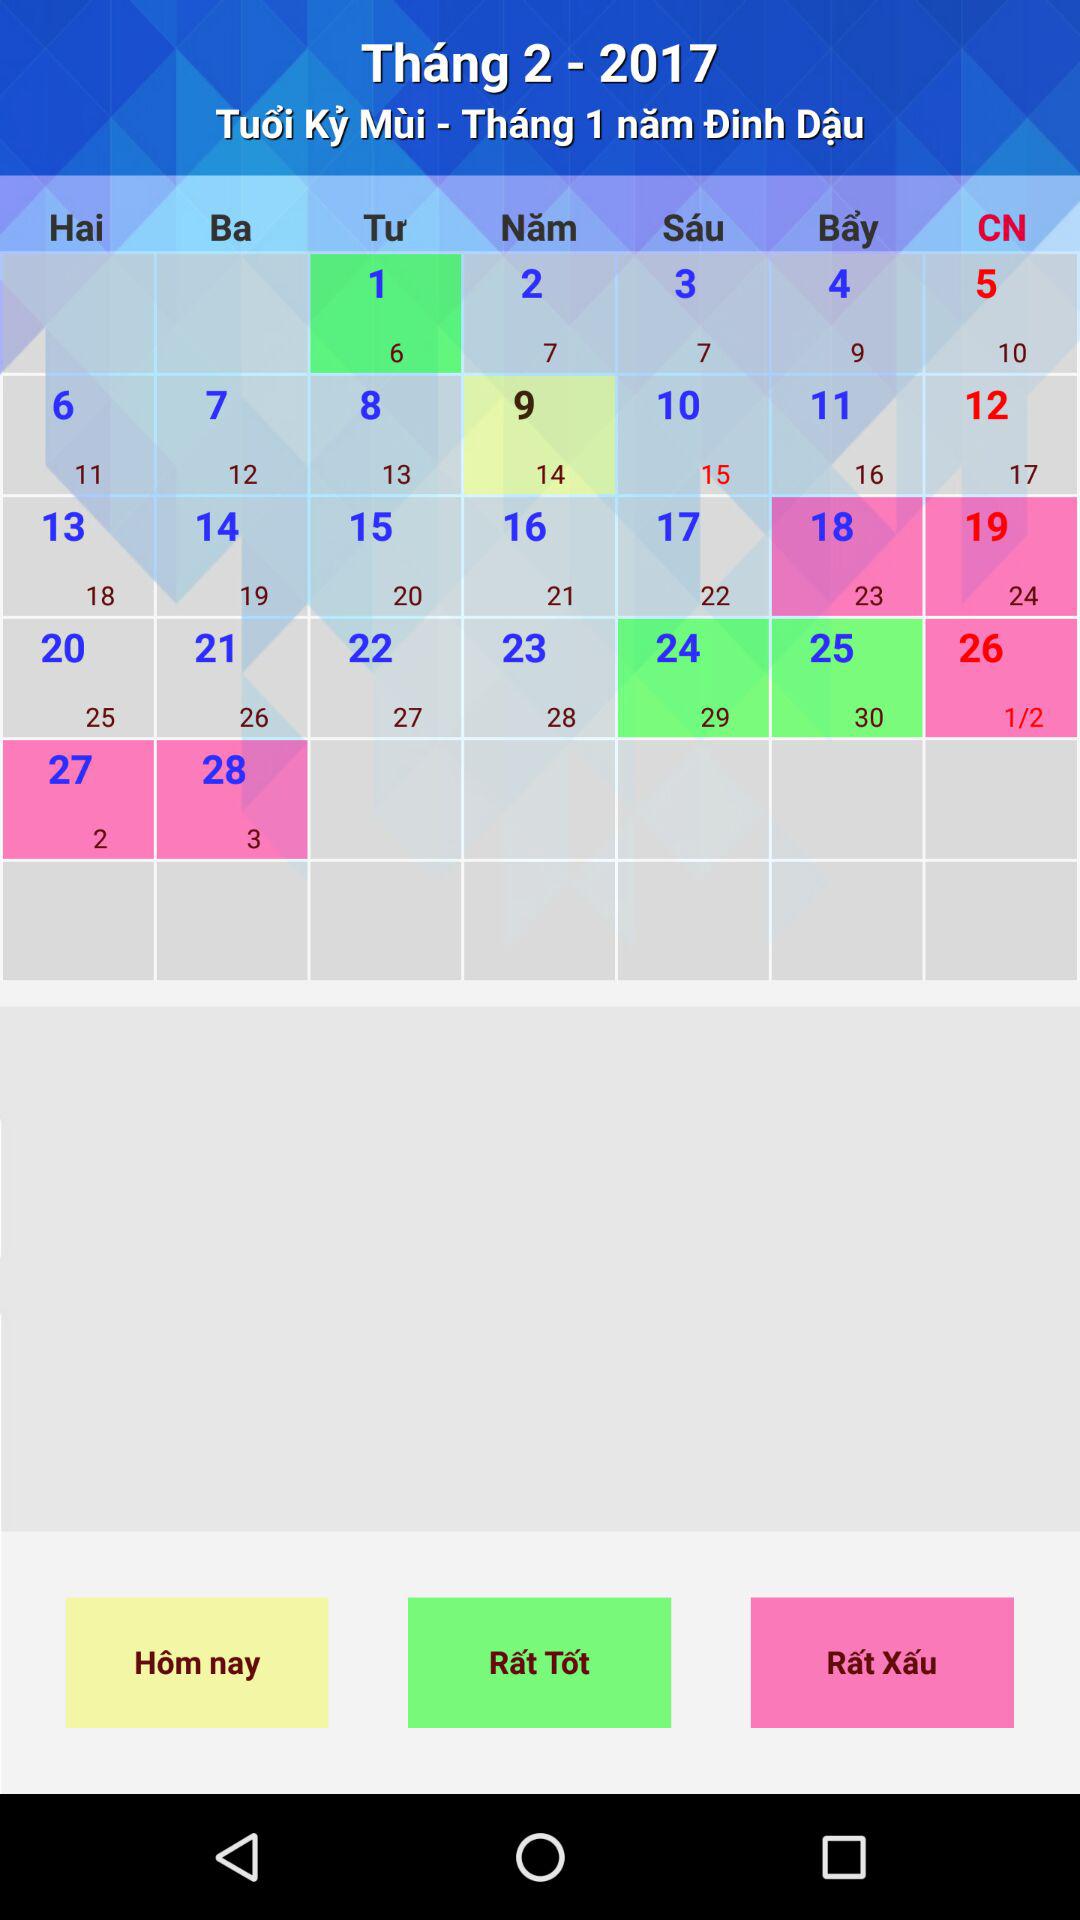 Tháng 2 - 2017
Tuổi Kỷ Mùi - Tháng 1 năm Đinh Dậu
Hai Ba Tư Năm Sáu Bẩy CN
1 2 3 4 5
6 7 7 9 10
6 7 8 9 10 11 12
11 12 13 14 15 16 17
13 14 15 16 17 18 19
18 19 20 21 22 23 24
20 21 22 23 24 25 26
25 26 27 28 29 30 1/2
27 28
2 3
Hôm nay Rất Tốt Rất Xấu